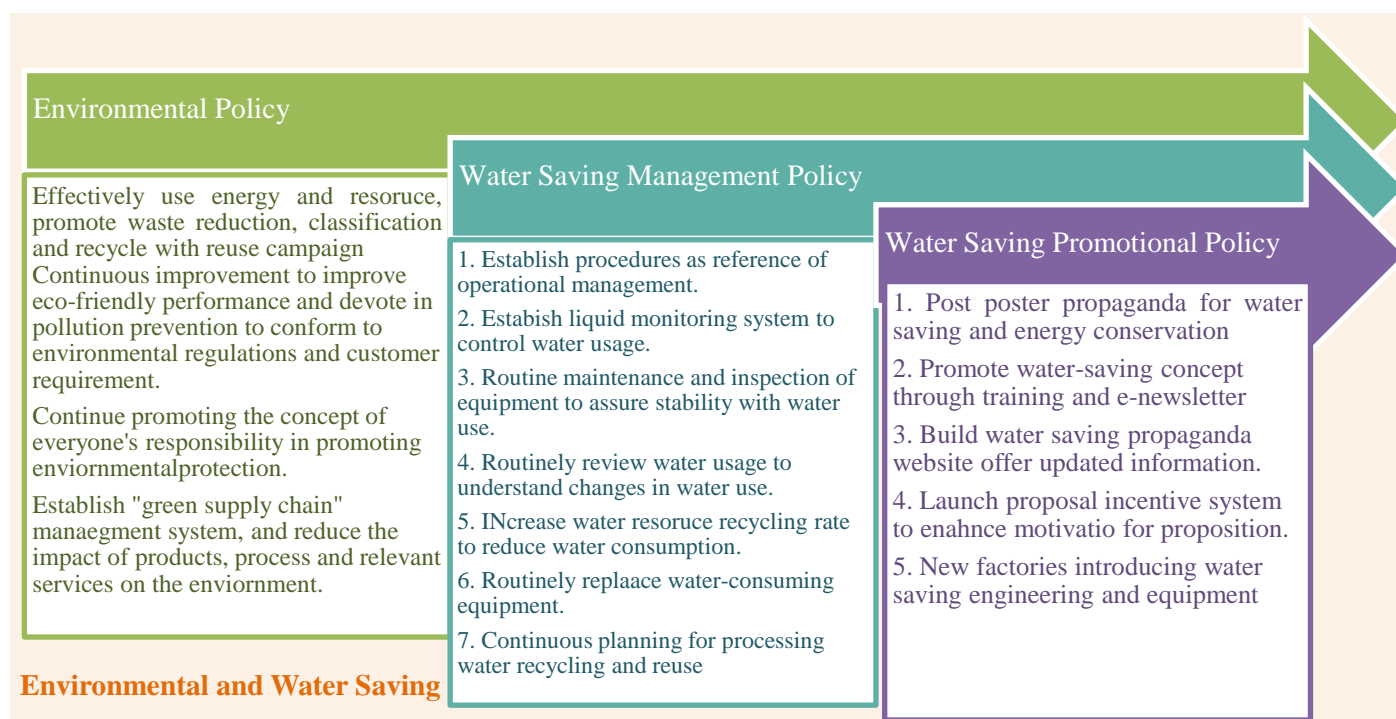 Environmental Policy
Effectively use energy and resoruce,
promote waste reduction, classification
and recycle with reuse campaign
Continuous improvement to improve
eco-friendly performance and devote in
pollution prevention to conform to
environmental regulations and customer
requirement.
Continue promoting the concept of
everyone's responsibility in promoting
enviornmentalprotection.
Establish "green supply chain"
manaegment system, and reduce the
impact of products, process and relevant
services on the enviornment.
Water Saving Management Policy
1. Establish procedures as reference of
operational management.
2. Estabish liquid monitoring system to
control water usage.
3. Routine maintenance and inspection of
equipment to assure stability with water
use.
4. Routinely review water usage to
understand changes in water use.
5. INcrease water resoruce recycling rate
to reduce water consumption.
6. Routinely replaace water-consuming
equipment.
7. Continuous planning for processing
water recycling and reuse
Water Saving Promotional Policy
1. Post poster propaganda for water
saving and energy conservation
2. Promote water-saving concept
through training and e-newsletter
3. Build water saving propaganda
website offer updated information.
4. Launch proposal incentive system
to enahnce motivatio for proposition.
5. New factories introducing water
saving engineering and equipment
Environmental and Water Saving